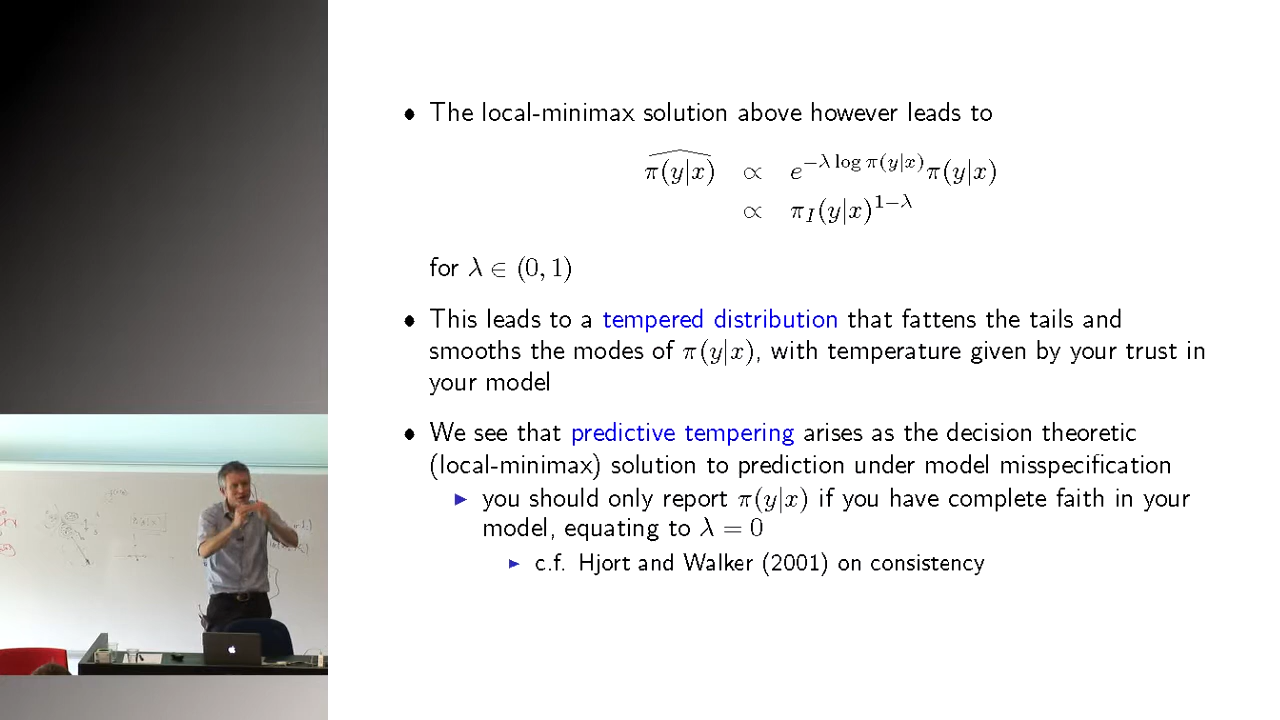 • The local-minimax solution above however leads to
\widehat{π(y|x)} ∝ e^{−λ log π(y|x)} π(y|x)
∝ π_I(y|x)^{1−λ}
for λ ∈ (0, 1)
• This leads to a tempered distribution that fattens the tails and
smooths the modes of π(y|x), with temperature given by your trust in
your model
• We see that predictive tempering arises as the decision theoretic
(local-minimax) solution to prediction under model misspecification
▶ you should only report π(y|x) if you have complete faith in your
model, equating to λ = 0
▶ c.f. Hjort and Walker (2001) on consistency